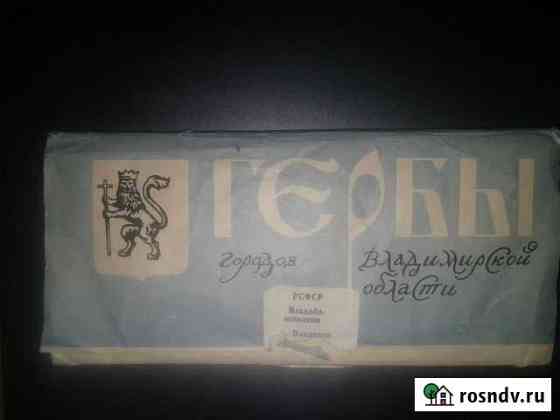 ГЕРБЫ
городов Владимирской
области
РСФСР
rosndv.ru